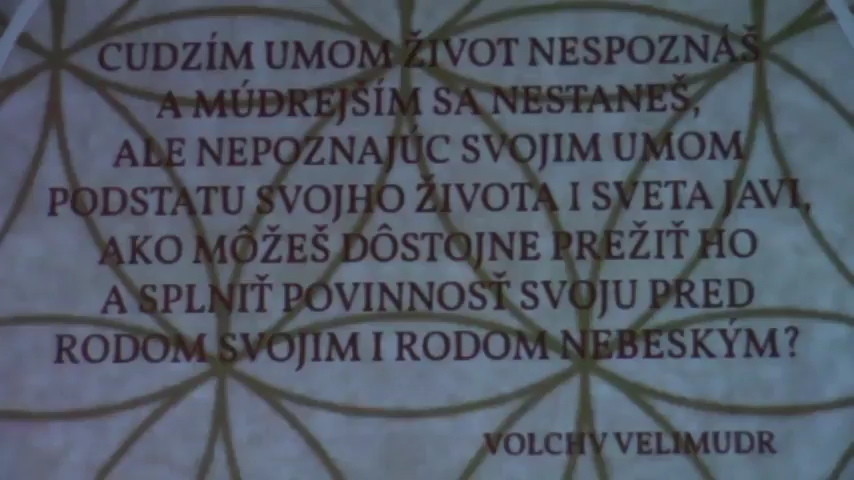 CUDZÍM UMOM ŽIVOT NESPOZNÁŠ
A MÚDREJŠÍM SA NESTANEŠ,
ALE NEPOZNAJÚC SVOJIM UMOM
PODSTATU SVOJHO ŽIVOTA I SVETA JAVI,
AKO MÔŽEŠ DÔSTOJNE PREŽIŤ HO
A SPLNIŤ POVINNOSŤ SVOJU PRED
RODOM SVOJIM I RODOM NEBESKÝM?
VOLCHV VELIMUDR